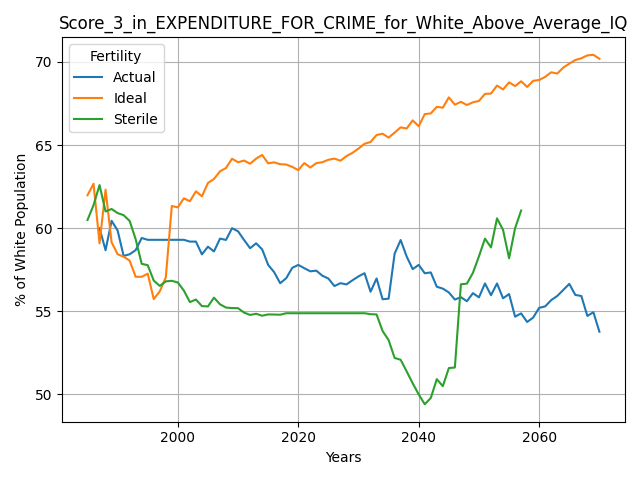 Score_3_in_EXPENDITURE_FOR_CRIME_for_White_Above_Average_IQ
Fertility
Actual
Ideal
Sterile
% of White Population
70
65
60
55
50
2000 2020 2040 2060
Years